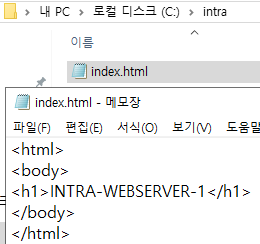 내 PC > 로컬 디스크 (C:) > intra
이름
index.html
index.html - 메모장
파일(F) 편집(E) 서식(O) 보기(V) 도움말
<html>
<body>
<h1>INTRA-WEBSERVER-1</h1>
</body>
</html>